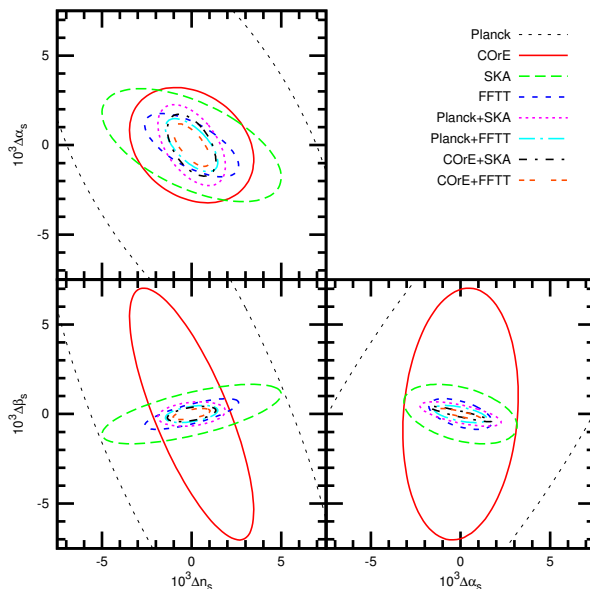 Planck
COrE
SKA
FFTT
Planck+SKA
Planck+FFTT
COrE+SKA
COrE+FFTT
5
0
-5
10³Δα_s
5
0
-5
10³Δβ_s
-5 0 5
10³Δn_s
-5 0 5
10³Δα_s